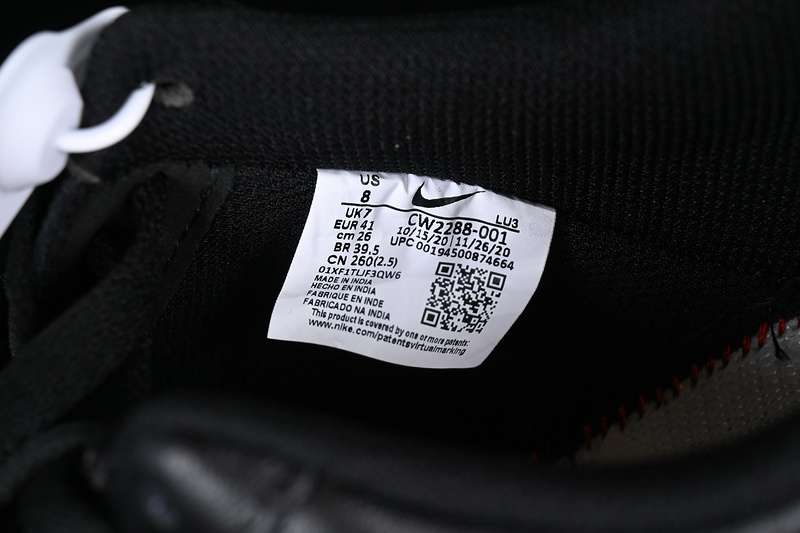 US
8
LU3
UK7
EUR 41
cm 26
BR 39.5
CN 260(2.5)
CW2288-001
10/15/20 | 11/26/20
UPC 00194500874664
01XF1TLJF3QW6
MADE IN INDIA
HECHO EN INDIA
FABRIQUE EN INDE
FABRICADO NA INDIA
This product is covered by one or more patents:
www.nike.com/patentsvirtualmarking